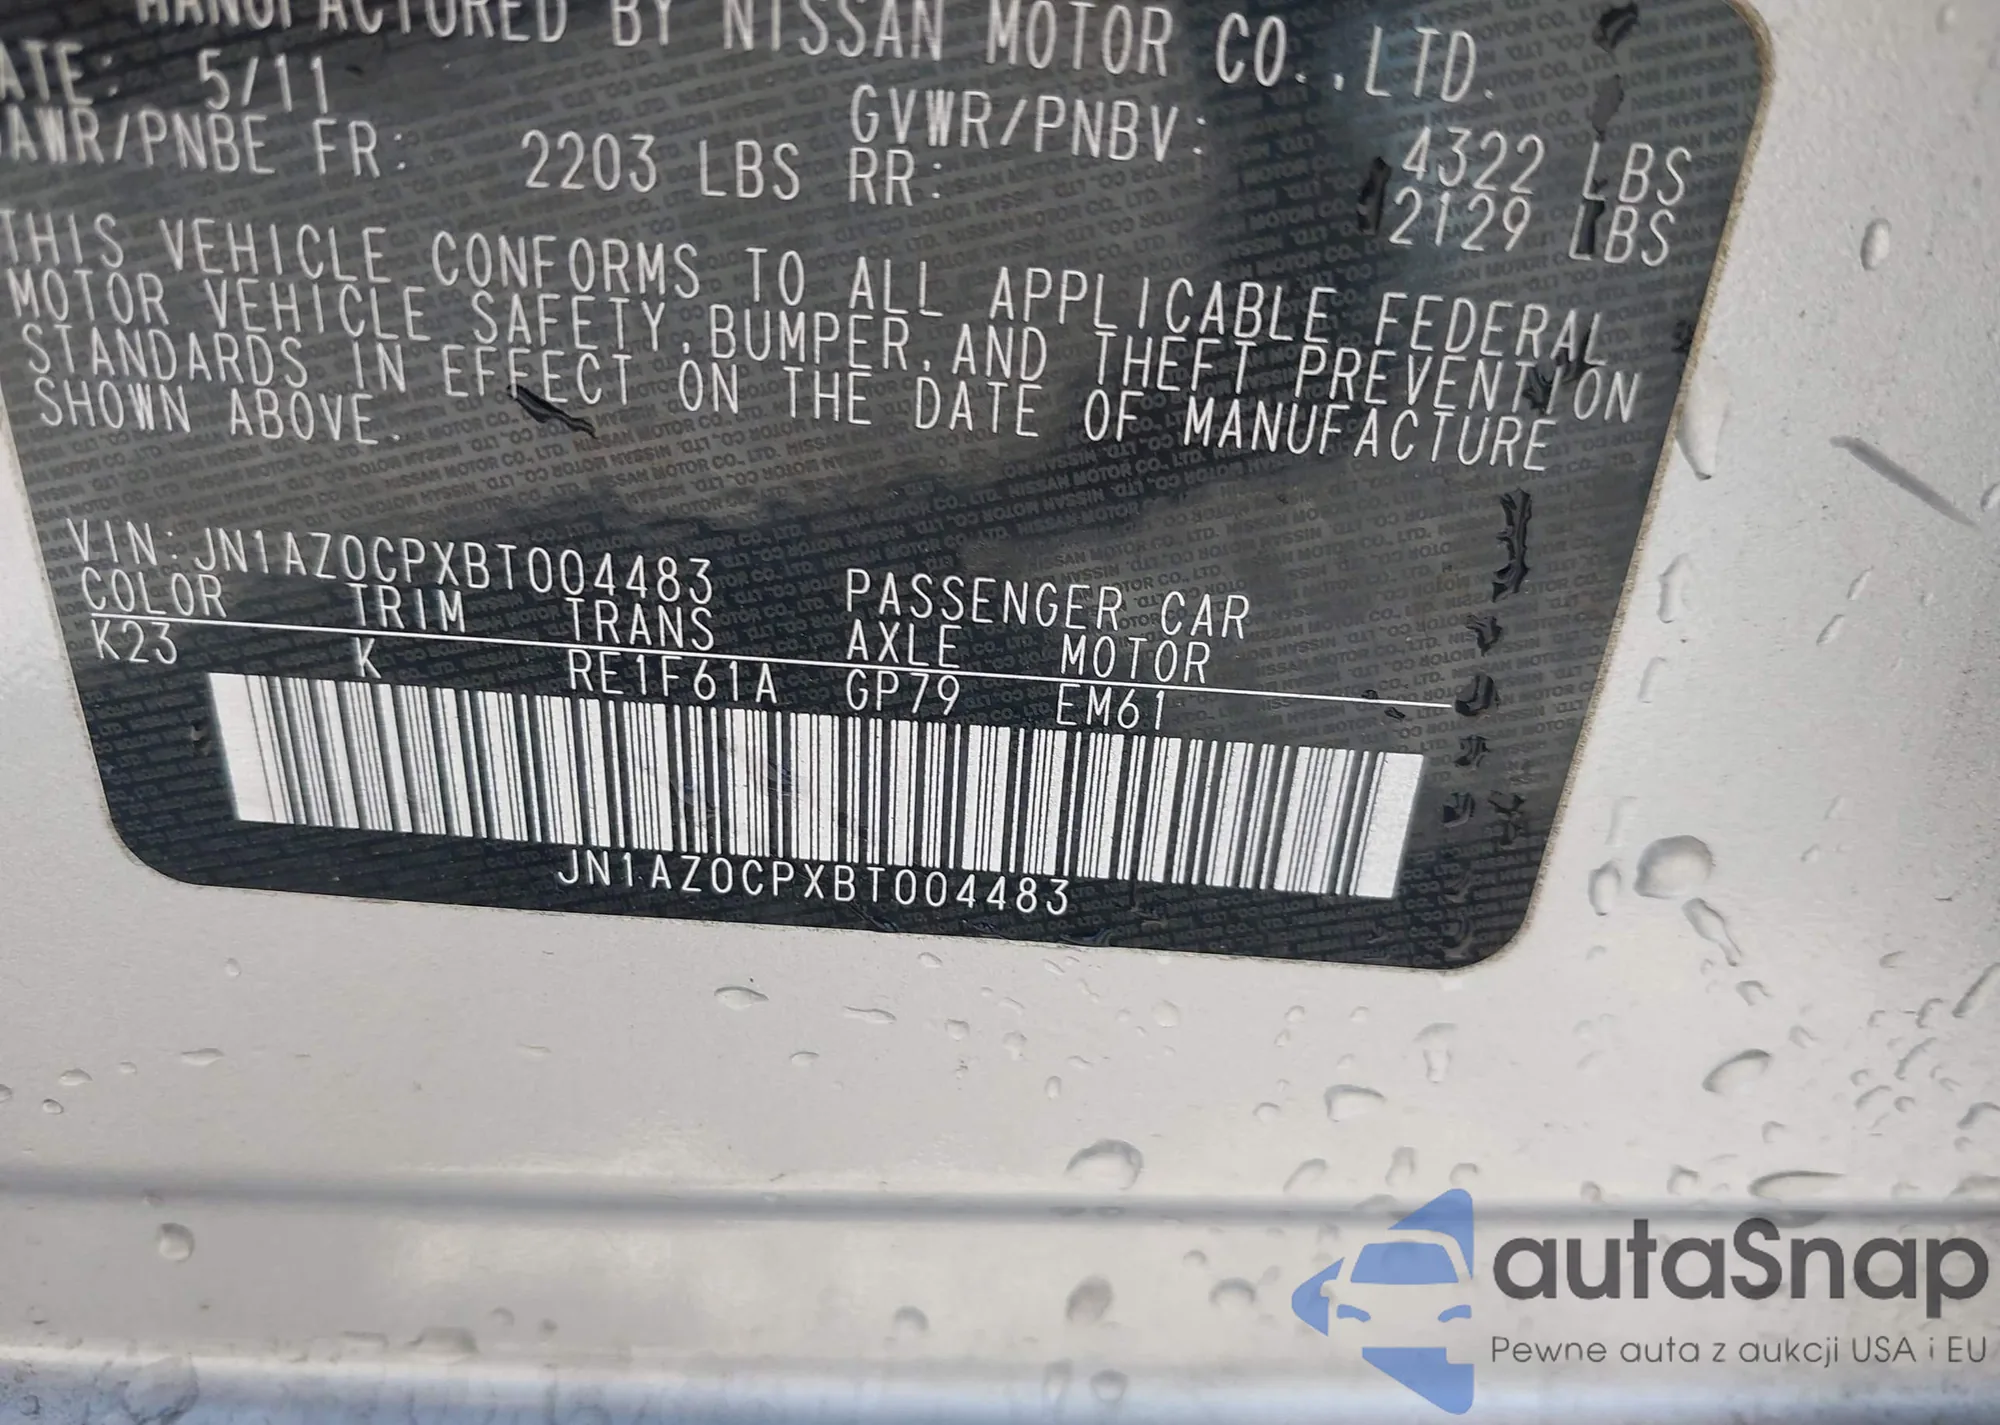 MANUFACTURED BY NISSAN MOTOR CO.,LTD.
ATE: 5/11 GVWR/PNBV: 4322 LBS
AWR/PNBE FR: 2203 LBS RR: 2129 LBS
THIS VEHICLE CONFORMS TO ALL APPLICABLE FEDERAL
MOTOR VEHICLE SAFETY, BUMPER, AND THEFT PREVENTION
STANDARDS IN EFFECT ON THE DATE OF MANUFACTURE
SHOWN ABOVE.
VIN: JN1AZ0CPXBT004483 PASSENGER CAR
COLOR TRIM TRANS AXLE MOTOR
K23 K RE1F61A GP79 EM61
JN1AZ0CPXBT004483
autaSnap
Pewne auta z aukcji USA i EU